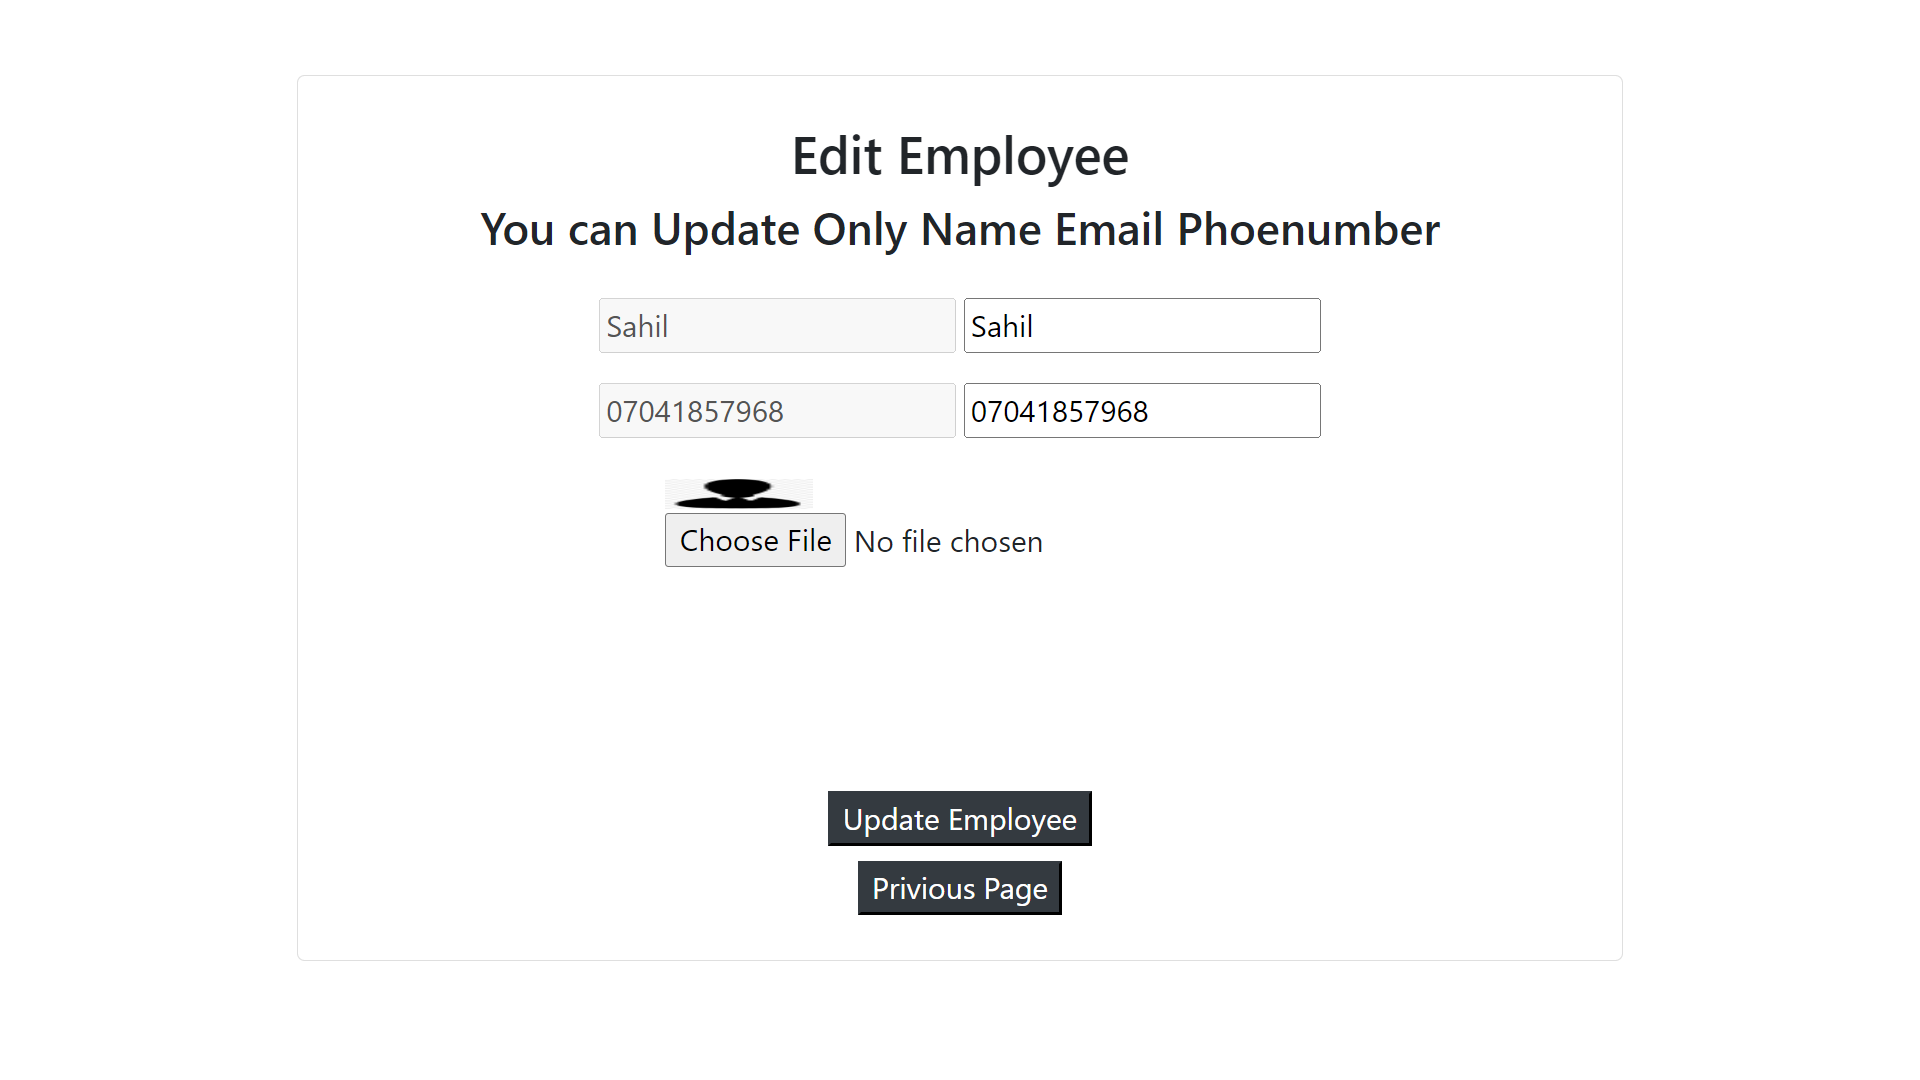 Edit Employee
You can Update Only Name Email Phoenumber
Sahil Sahil
07041857968 07041857968
Choose File No file chosen
Update Employee
Privious Page